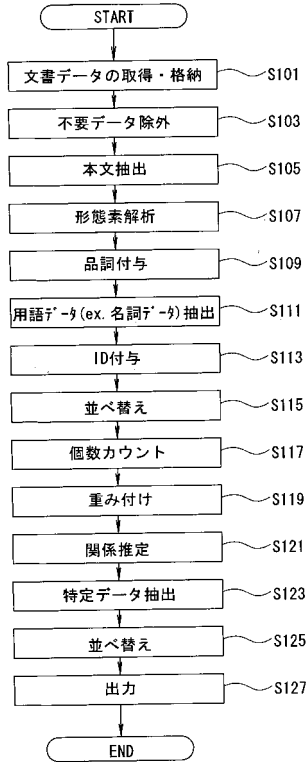 START
文書データの取得・格納 S101
不要データ除外 S103
本文抽出 S105
形態素解析 S107
品詞付与 S109
用語データ(ex.名詞データ)抽出 S111
ID付与 S113
並べ替え S115
個数カウント S117
重み付け S119
関係推定 S121
特定データ抽出 S123
並べ替え S125
出力 S127
END